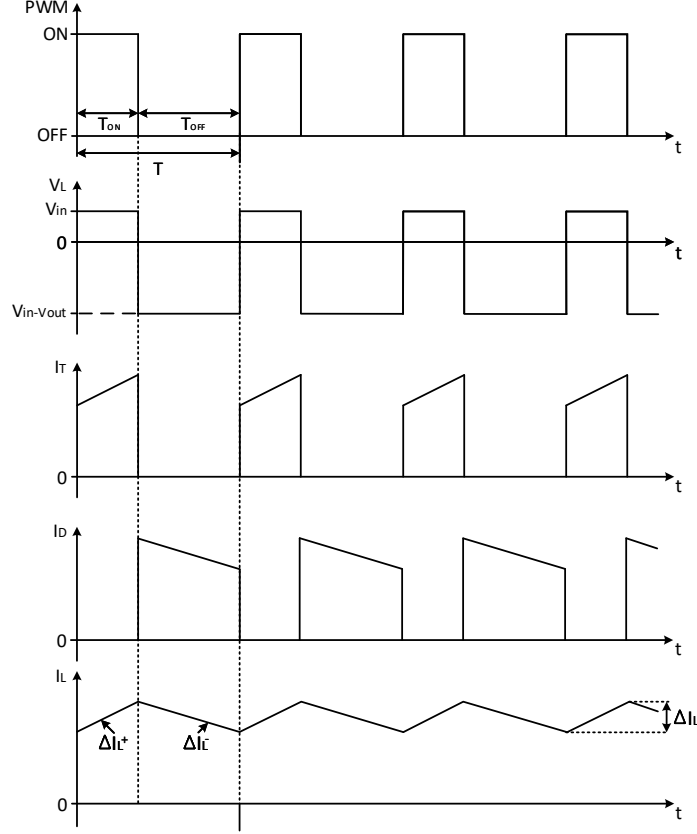 PWM
ON
TON
TOFF
OFF
t
T
VL
Vin
0
t
Vin-Vout
IT
0
t
ID
0
t
IL
ΔIL+
ΔIL-
ΔIL
0
t